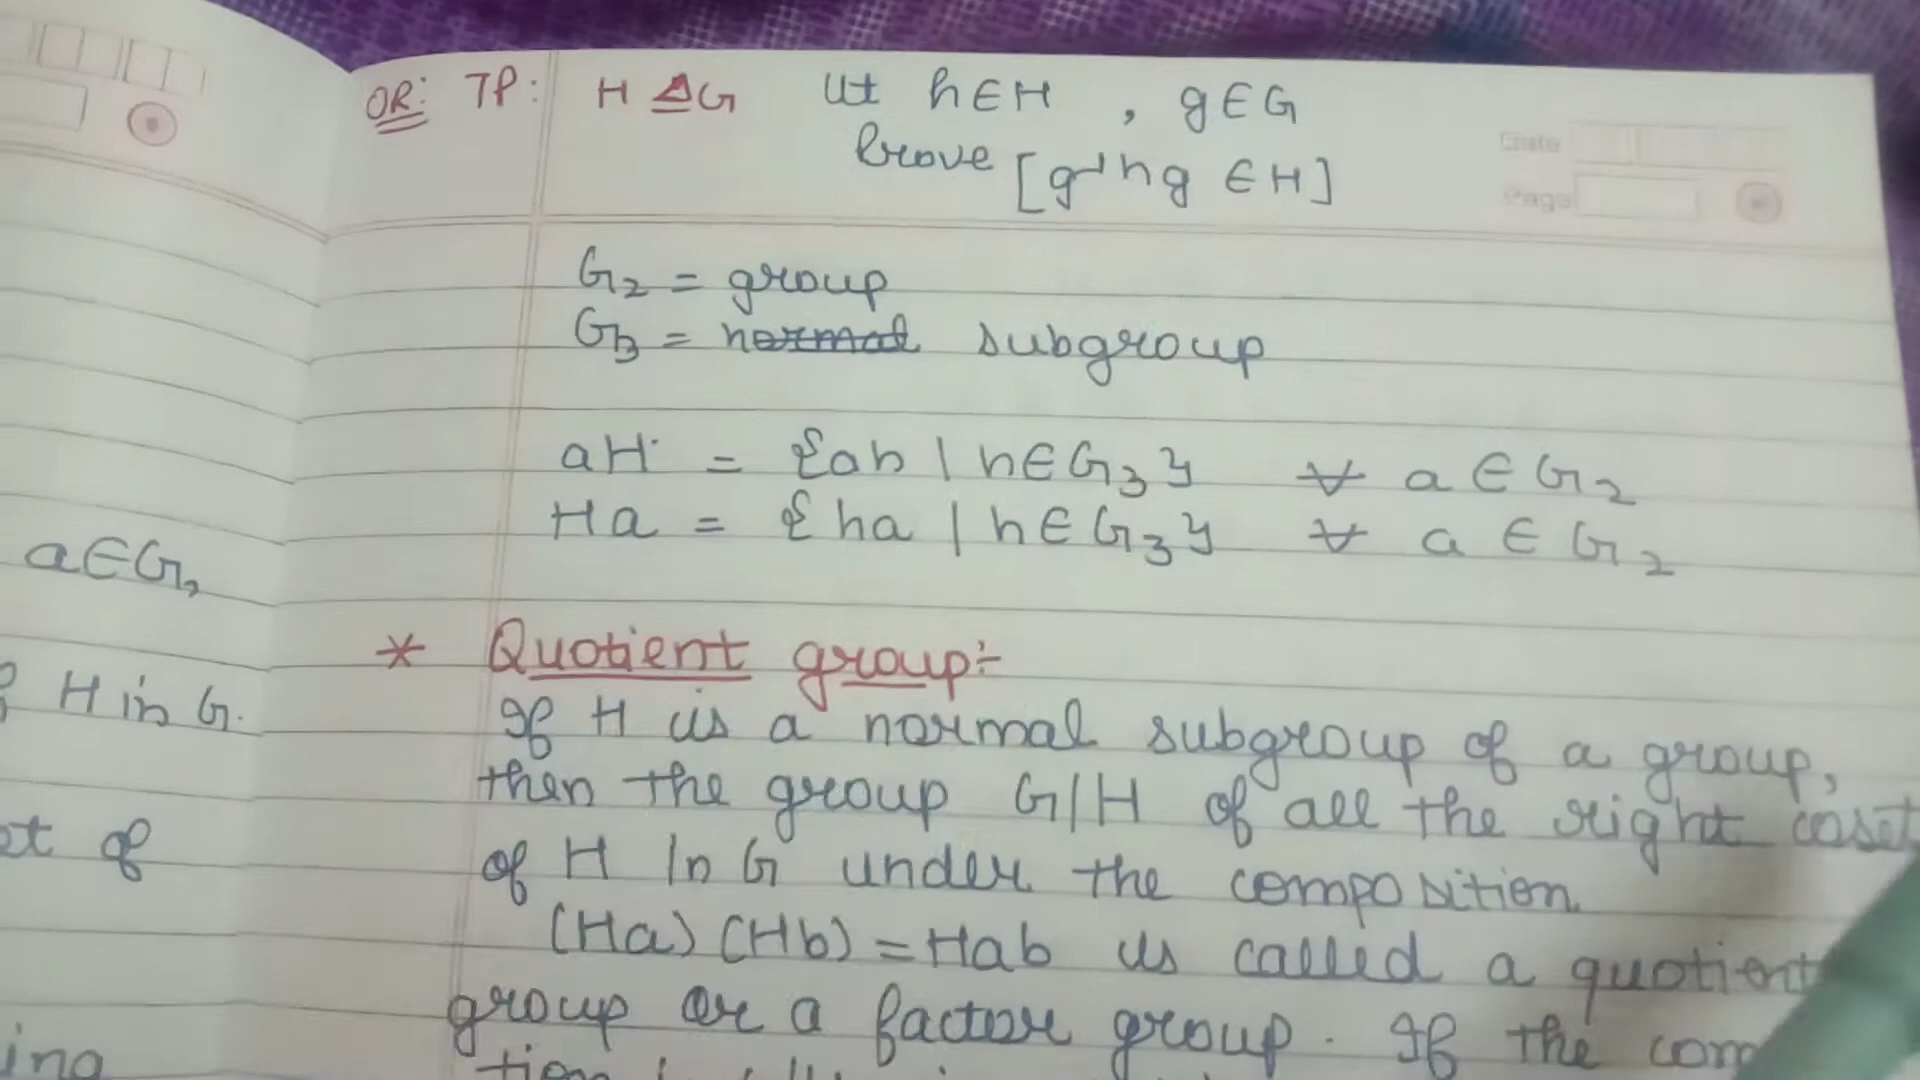 OR: TP: H ⊴ G Let h∈H , g∈G
Date
Prove [g⁻¹hg ∈ H]
Page
G₂ = group
G₃ = normal subgroup
aH = {ah | h∈G₃} ∀ a ∈ G₂
Ha = {ha | h∈G₃} ∀ a ∈ G₂
* Quotient group:-
If H is a normal subgroup of a group,
then the group G/H of all the right coset
of H In G under the composition.
(Ha) (Hb) = Hab is called a quotient
group or a factor group. If the com
a∈G,
H in G.
of